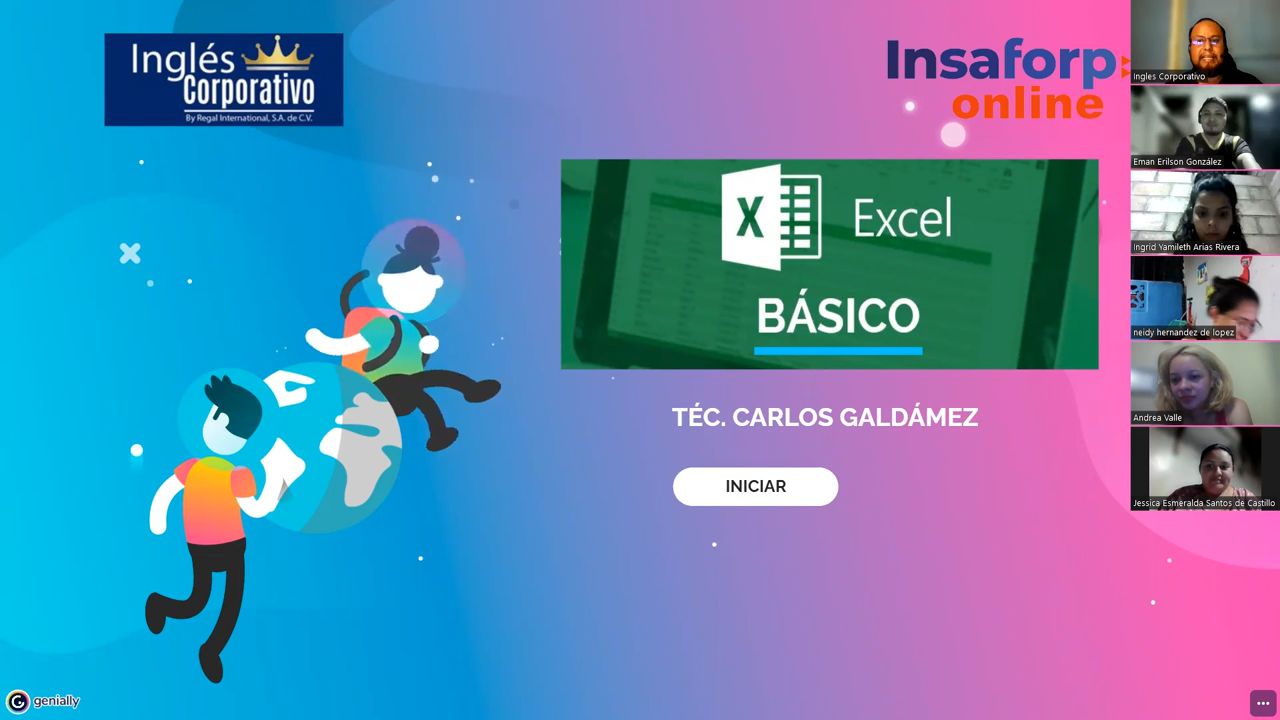 Inglés
Corporativo
By Regal International, S.A. de C.V.
Insaforp
online
X Excel
BÁSICO
TÉC. CARLOS GALDÁMEZ
INICIAR
Ingles Corporativo
Eman Erilson González
Ingrid Yamileth Arias Rivera
neidy hernandez de lopez
Andrea Valle
Jessica Esmeralda Santos de Castillo
genially